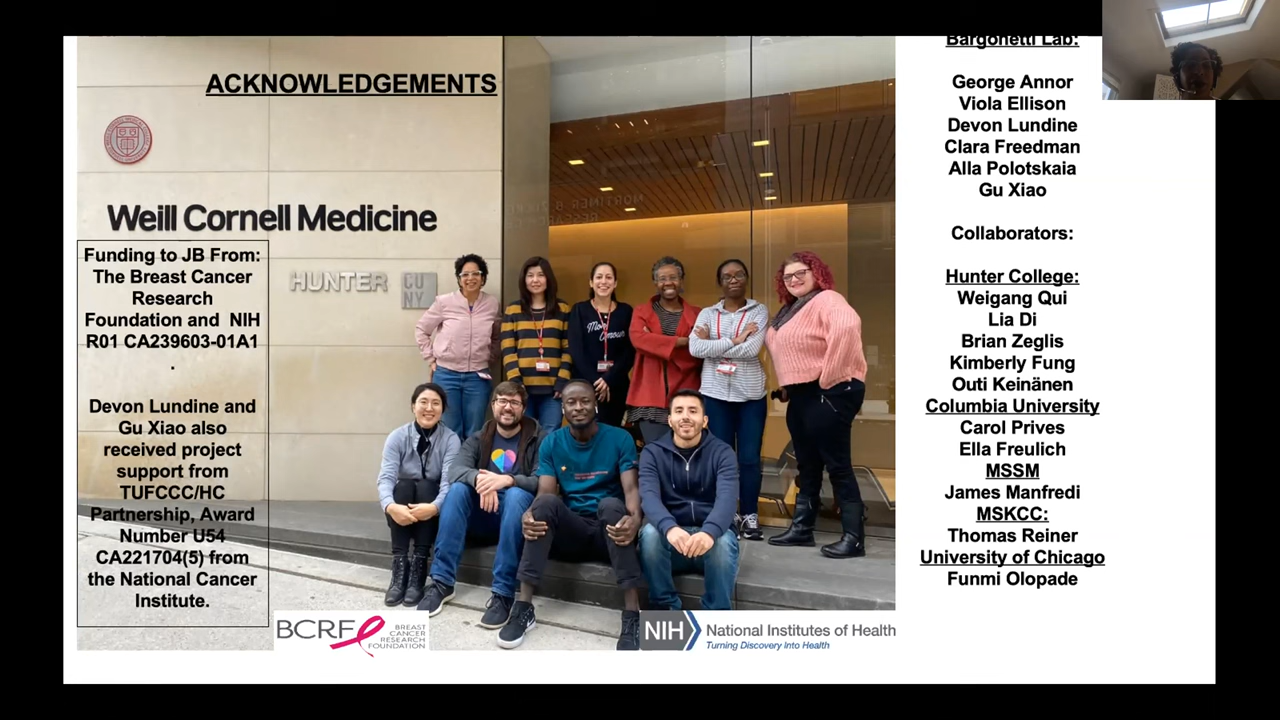 ACKNOWLEDGEMENTS
Weill Cornell Medicine
HUNTER
CU
NY
Funding to JB From:
The Breast Cancer
Research
Foundation and NIH
R01 CA239603-01A1
.
Devon Lundine and
Gu Xiao also
received project
support from
TUFCCC/HC
Partnership, Award
Number U54
CA221704(5) from
the National Cancer
Institute.
BCRF
BREAST
CANCER
RESEARCH
FOUNDATION
NIH
National Institutes of Health
Turning Discovery Into Health
Bargonetti Lab:
George Annor
Viola Ellison
Devon Lundine
Clara Freedman
Alla Polotskaia
Gu Xiao
Collaborators:
Hunter College:
Weigang Qui
Lia Di
Brian Zeglis
Kimberly Fung
Outi Keinänen
Columbia University
Carol Prives
Ella Freulich
MSSM
James Manfredi
MSKCC:
Thomas Reiner
University of Chicago
Funmi Olopade